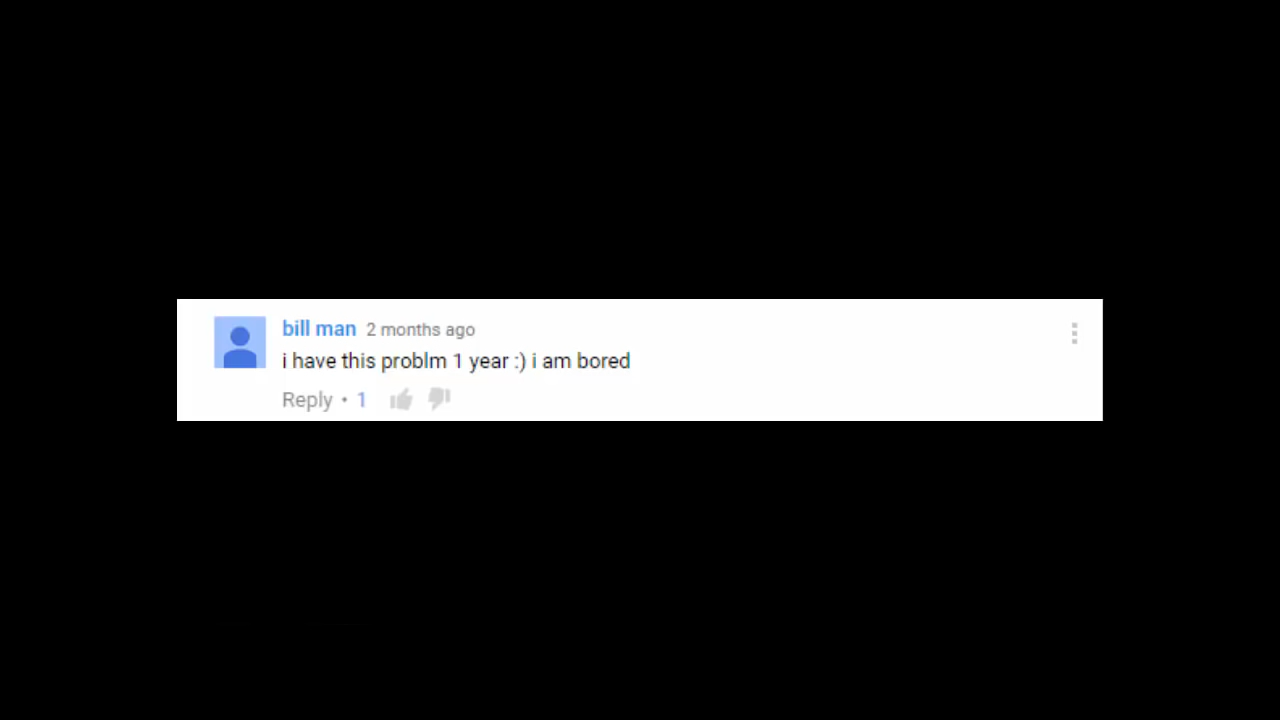 bill man 2 months ago
i have this problm 1 year :) i am bored
Reply • 1